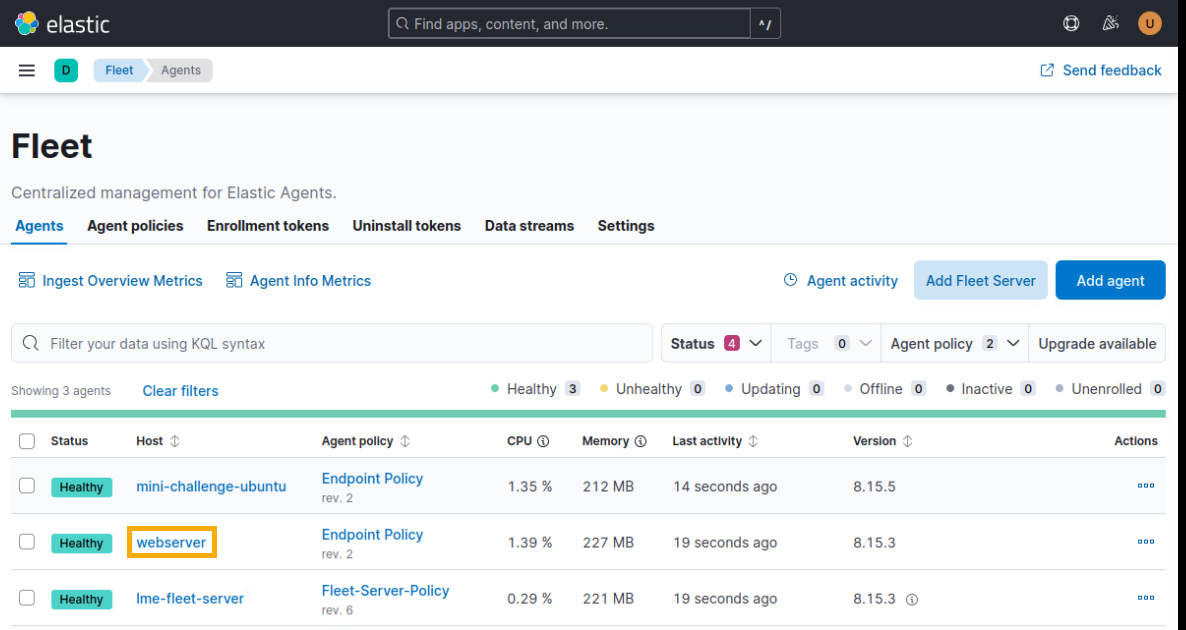 elastic Find apps, content, and more. ^/ U
D Fleet Agents Send feedback
Fleet
Centralized management for Elastic Agents.
Agents Agent policies Enrollment tokens Uninstall tokens Data streams Settings
Ingest Overview Metrics Agent Info Metrics Agent activity Add Fleet Server Add agent
Filter your data using KQL syntax Status 4 Tags 0 Agent policy 2 Upgrade available
Showing 3 agents Clear filters Healthy 3 Unhealthy 0 Updating 0 Offline 0 Inactive 0 Unenrolled 0
Status Host Agent policy CPU Memory Last activity Version Actions
Healthy mini-challenge-ubuntu Endpoint Policy 1.35 % 212 MB 14 seconds ago 8.15.5
rev. 2
Healthy webserver Endpoint Policy 1.39 % 227 MB 19 seconds ago 8.15.3
rev. 2
Healthy lme-fleet-server Fleet-Server-Policy 0.29 % 221 MB 19 seconds ago 8.15.3
rev. 6